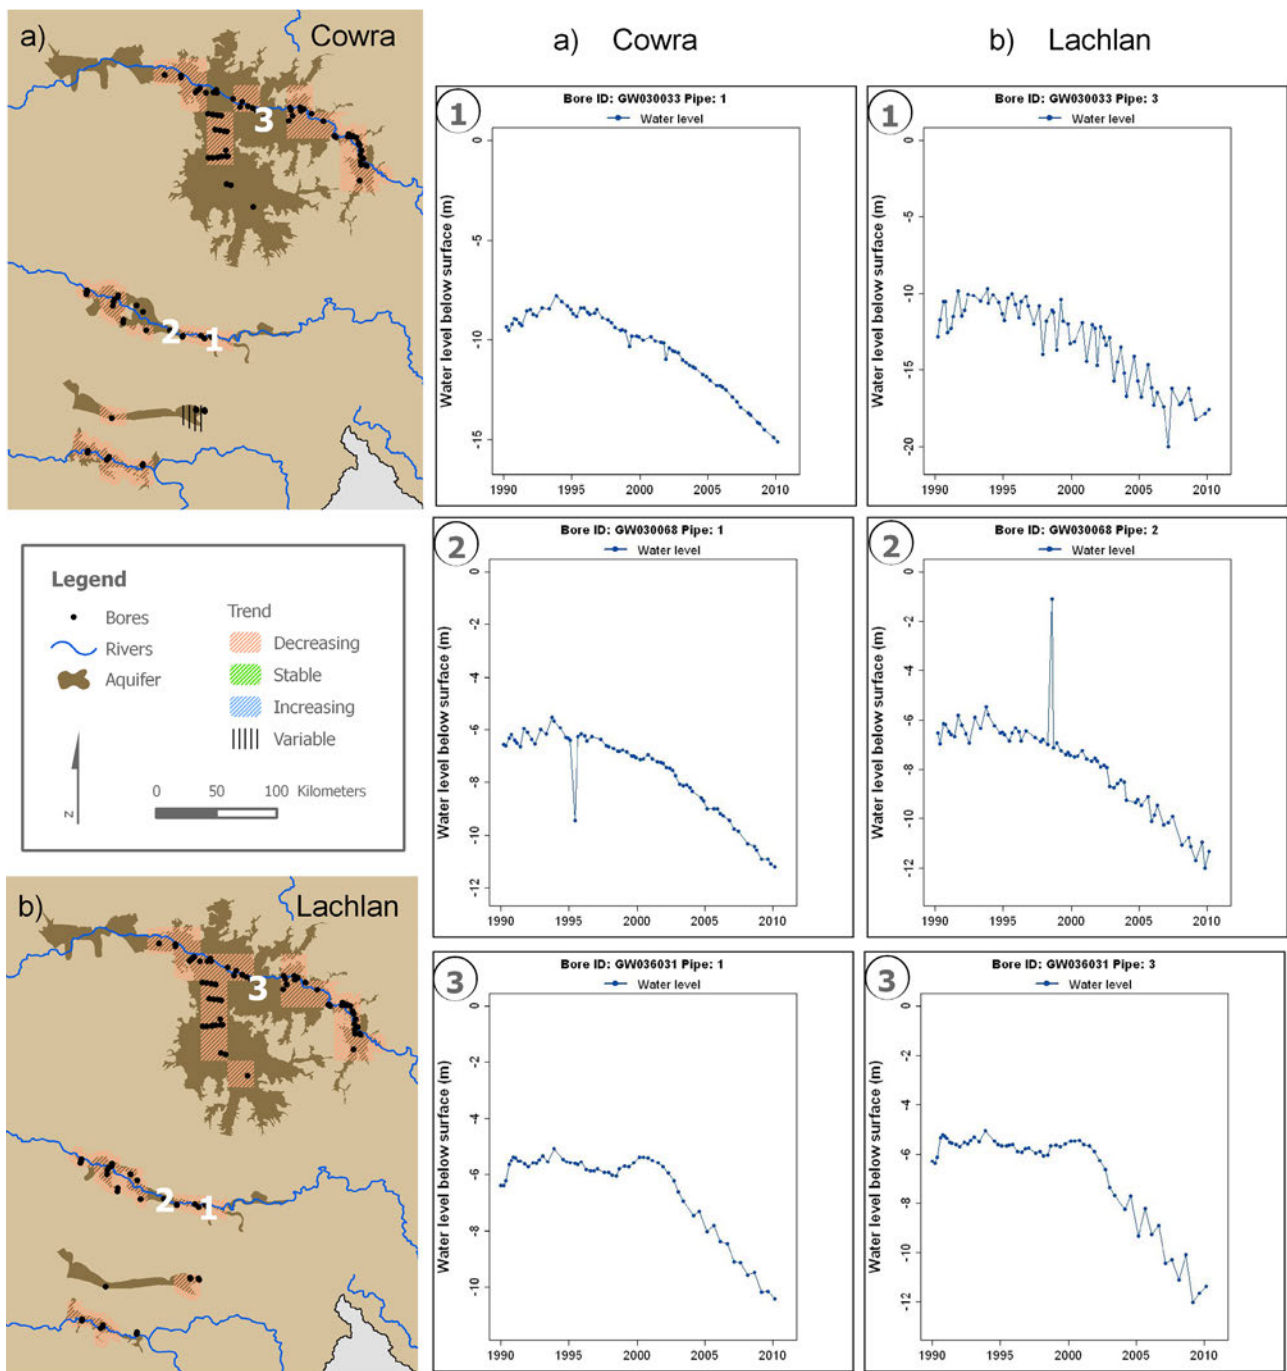 a) Cowra
3
2
1
Legend
Bores
Rivers
Aquifer
Trend
Decreasing
Stable
Increasing
Variable
N
0 50 100 Kilometers
b) Lachlan
3
2
1
a) Cowra
b) Lachlan
1
Bore ID: GW030033 Pipe: 1
Water level
Water level below surface (m)
0
-5
-10
-15
1990 1995 2000 2005 2010
1
Bore ID: GW030033 Pipe: 3
Water level
Water level below surface (m)
0
-5
-10
-15
-20
1990 1995 2000 2005 2010
2
Bore ID: GW030068 Pipe: 1
Water level
Water level below surface (m)
0
-2
-4
-6
-8
-10
-12
1990 1995 2000 2005 2010
2
Bore ID: GW030068 Pipe: 2
Water level
Water level below surface (m)
0
-2
-4
-6
-8
-10
-12
1990 1995 2000 2005 2010
3
Bore ID: GW036031 Pipe: 1
Water level
Water level below surface (m)
0
-2
-4
-6
-8
-10
1990 1995 2000 2005 2010
3
Bore ID: GW036031 Pipe: 3
Water level
Water level below surface (m)
0
-2
-4
-6
-8
-10
-12
1990 1995 2000 2005 2010